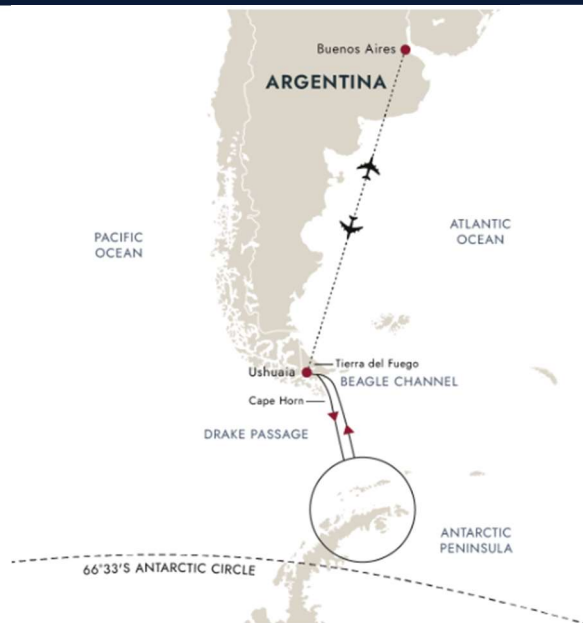 Buenos Aires
ARGENTINA
PACIFIC
OCEAN
ATLANTIC
OCEAN
Tierra del Fuego
Ushuaia
BEAGLE CHANNEL
Cape Horn
DRAKE PASSAGE
ANTARCTIC
PENINSULA
66°33'S ANTARCTIC CIRCLE